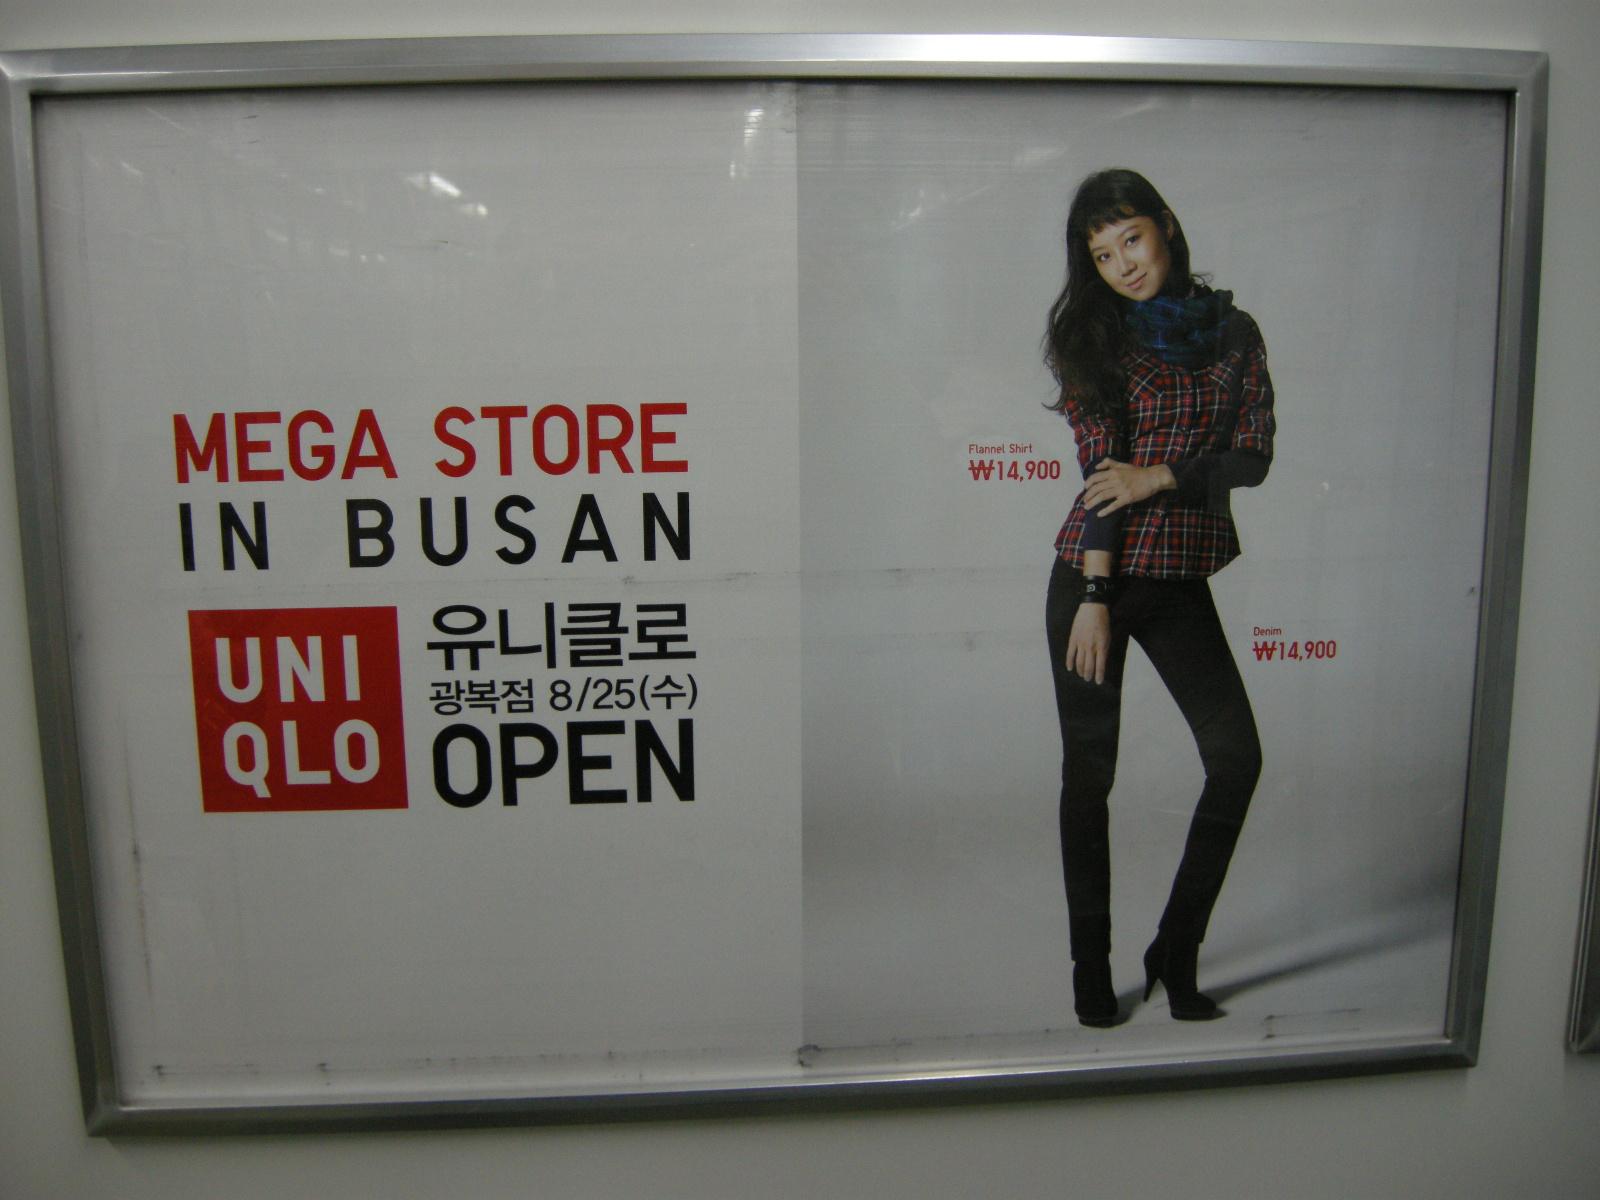 MEGA STORE
IN BUSAN
UNI
QLO
유니클로
광복점 8/25(수)
OPEN
Flannel Shirt
₩14,900
Denim
₩14,900